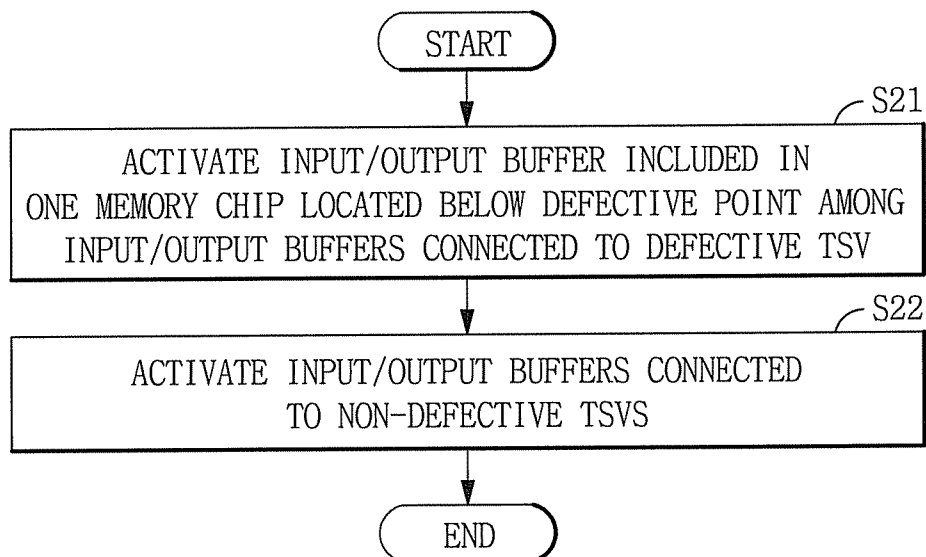 START
S21
ACTIVATE INPUT/OUTPUT BUFFER INCLUDED IN
ONE MEMORY CHIP LOCATED BELOW DEFECTIVE POINT AMONG
INPUT/OUTPUT BUFFERS CONNECTED TO DEFECTIVE TSV
S22
ACTIVATE INPUT/OUTPUT BUFFERS CONNECTED
TO NON-DEFECTIVE TSVS
END